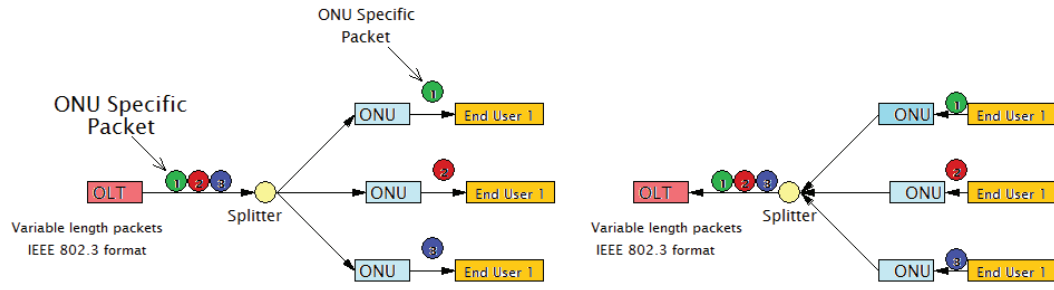 ONU Specific
Packet
1
ONU Specific
Packet
ONU
End User 1
1 2 3
2
OLT
ONU
End User 1
Splitter
Variable length packets
IEEE 802.3 format
3
ONU
End User 1
1
ONU
End User 1
1 2 3
2
OLT
ONU
End User 1
Splitter
Variable length packets
IEEE 802.3 format
3
ONU
End User 1